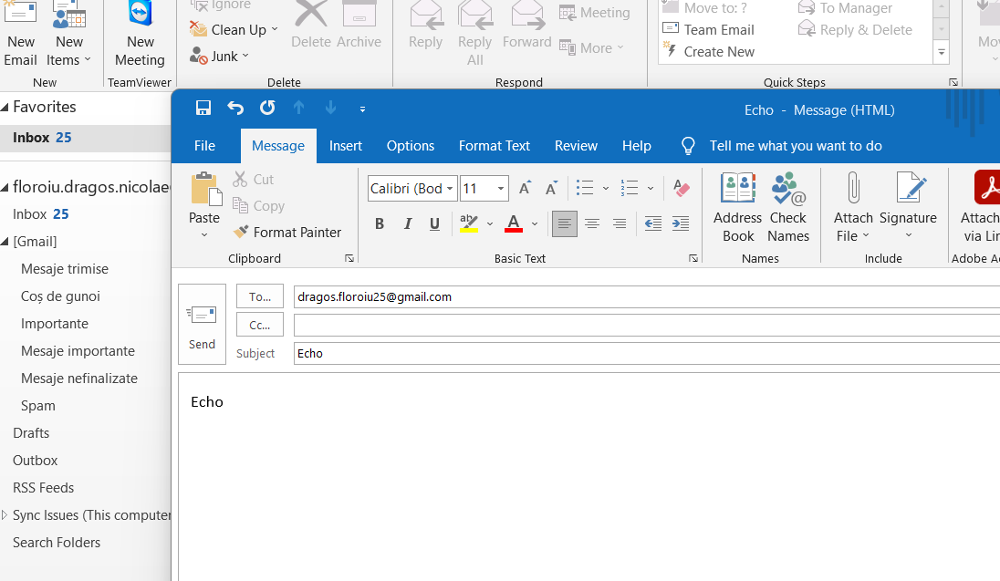 Ignore
Clean Up
Junk
New
Email
New
Items
New
Meeting
Delete
Archive
Reply
Reply
All
Forward
Meeting
More
Move to: ?
Team Email
Create New
To Manager
Reply & Delete
New
TeamViewer
Delete
Respond
Quick Steps
Favorites
Inbox 25
floroiu.dragos.nicolae
Inbox 25
[Gmail]
Mesaje trimise
Coș de gunoi
Importante
Mesaje importante
Mesaje nefinalizate
Spam
Drafts
Outbox
RSS Feeds
Sync Issues (This computer
Search Folders
Echo - Message (HTML)
File Message Insert Options Format Text Review Help Tell me what you want to do
Paste
Cut
Copy
Format Painter
Clipboard
Calibri (Bod 11
B I U ab A
Basic Text
Address
Book
Check
Names
Names
Attach
File
Signature
Include
Attach
via Lin
Adobe Ac
Send
To... dragos.floroiu25@gmail.com
Cc...
Subject Echo
Echo